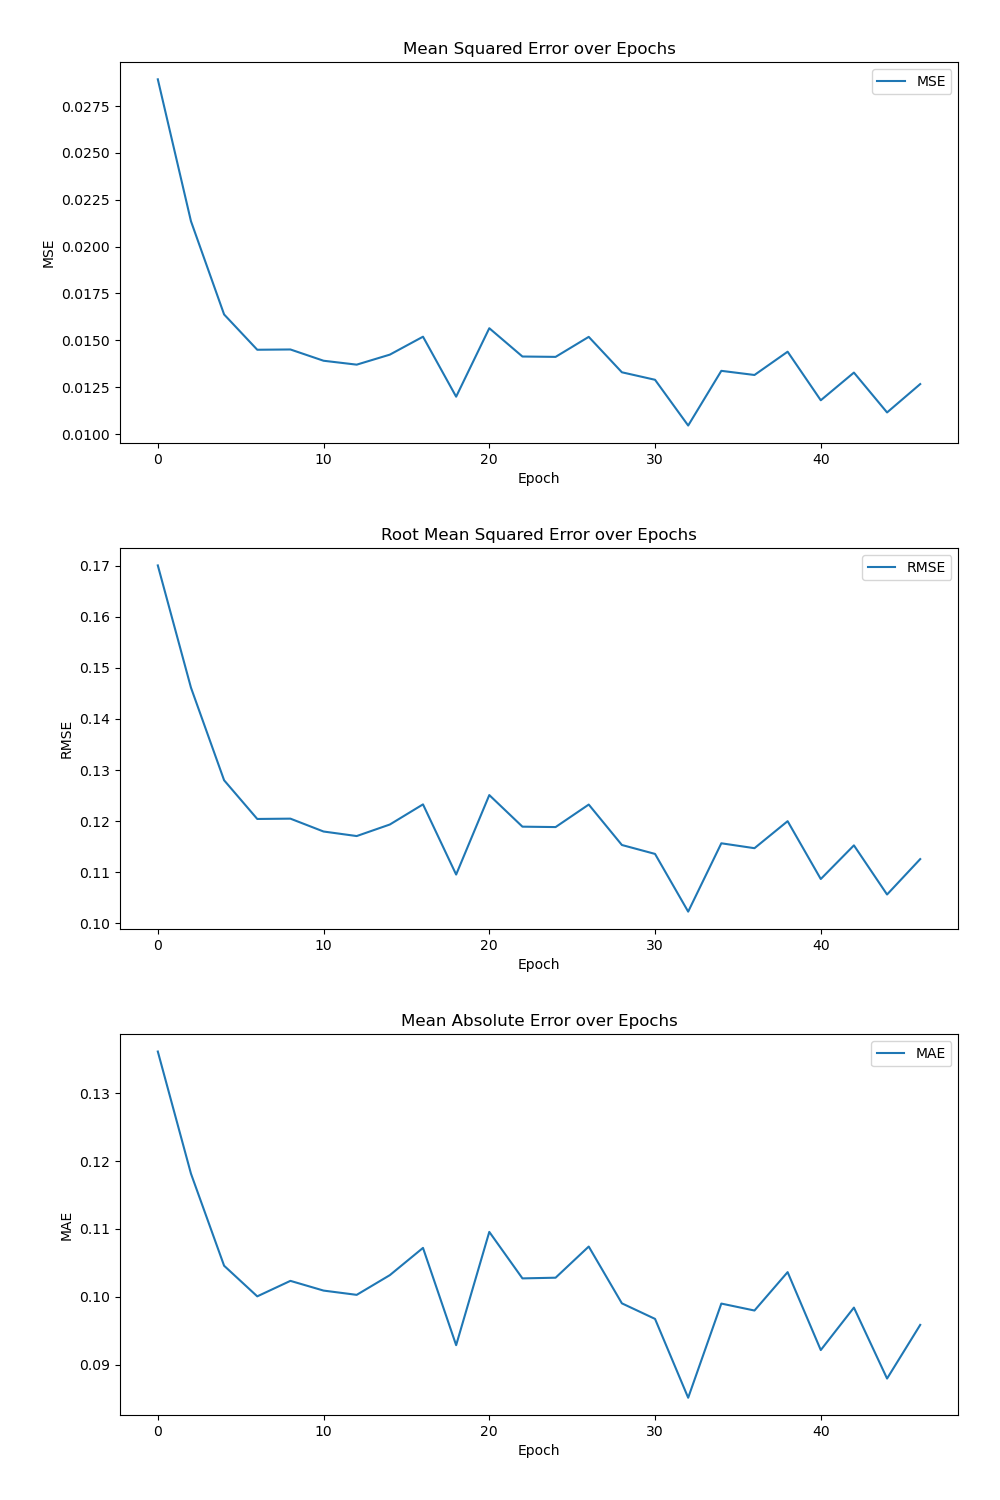 Mean Squared Error over Epochs
MSE
0.0275
0.0250
0.0225
0.0200
0.0175
0.0150
0.0125
0.0100
MSE
0 10 20 30 40
Epoch
Root Mean Squared Error over Epochs
RMSE
0.17
0.16
0.15
0.14
0.13
0.12
0.11
0.10
RMSE
0 10 20 30 40
Epoch
Mean Absolute Error over Epochs
MAE
0.13
0.12
0.11
0.10
0.09
MAE
0 10 20 30 40
Epoch